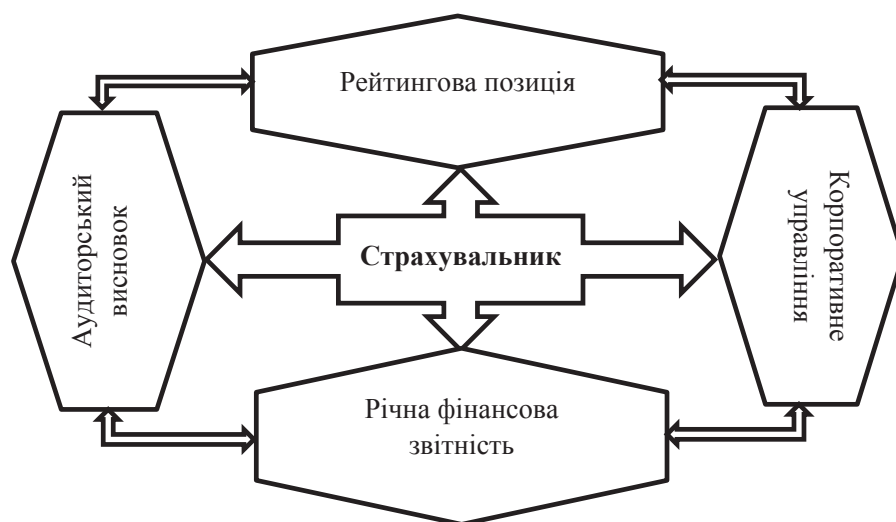 Рейтингова позиція
Аудиторський
висновок
Страхувальник
Корпоративне
управління
Річна фінансова
звітність